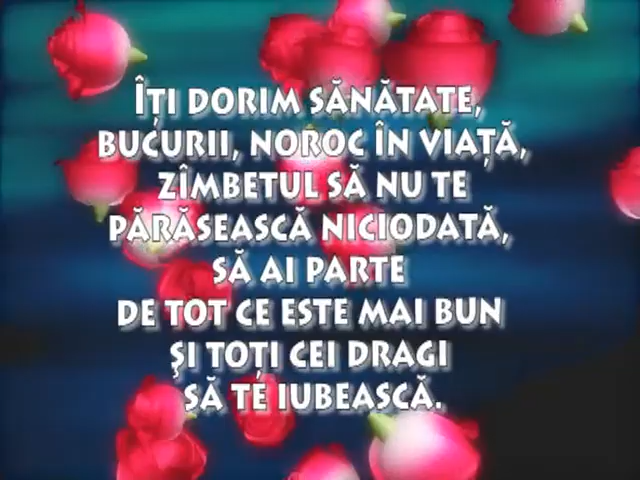 ÎȚI DORIM SĂNĂTATE,
BUCURII, NOROC ÎN VIAȚĂ,
ZÎMBETUL SĂ NU TE
PĂRĂSEASCĂ NICIODATĂ,
SĂ AI PARTE
DE TOT CE ESTE MAI BUN
ŞI TOȚI CEI DRAGI
SĂ TE IUBEASCĂ.